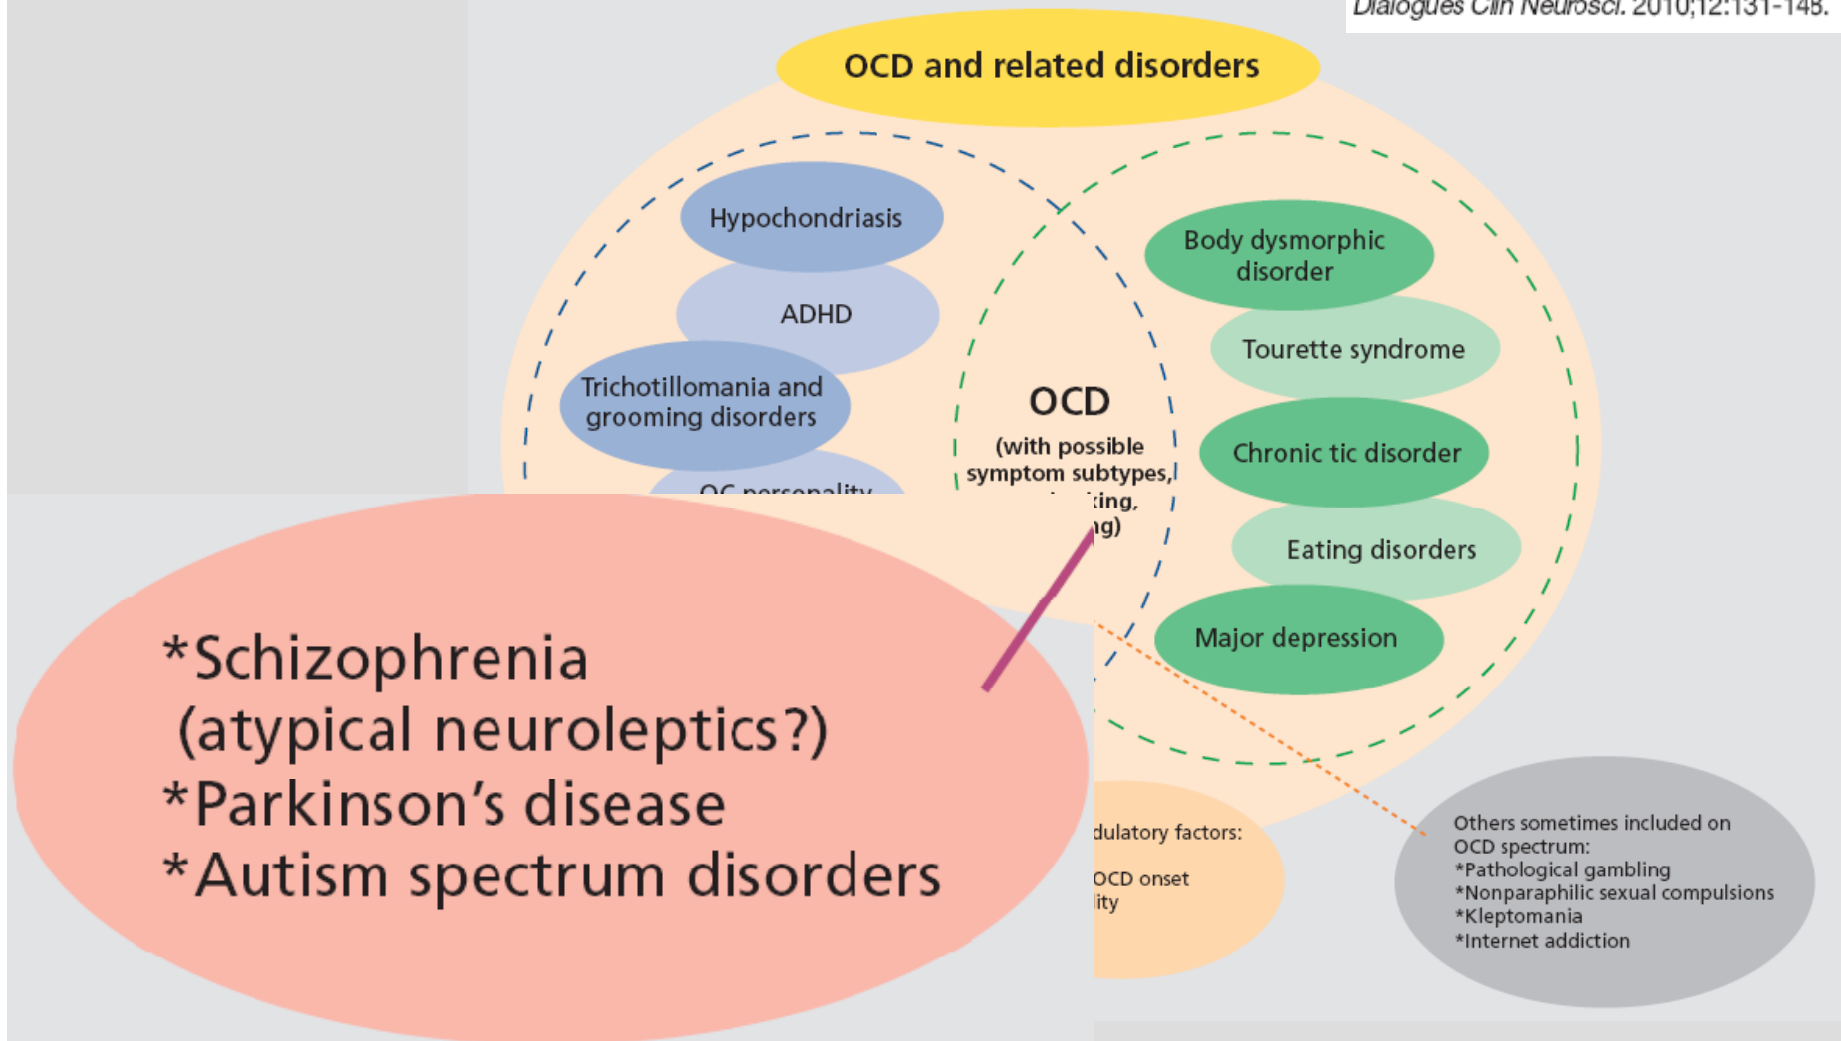 Dialogues Clin Neurosci. 2010;12:131-148.
OCD and related disorders
Hypochondriasis
ADHD
Trichotillomania and
grooming disorders
OC personality
OCD
(with possible
symptom subtypes,
Body dysmorphic
disorder
Tourette syndrome
Chronic tic disorder
Eating disorders
Major depression
*Schizophrenia
(atypical neuroleptics?)
*Parkinson's disease
*Autism spectrum disorders
factors:
OCD onset
Others sometimes included on
OCD spectrum:
*Pathological gambling
*Nonparaphilic sexual compulsions
*Kleptomania
*Internet addiction